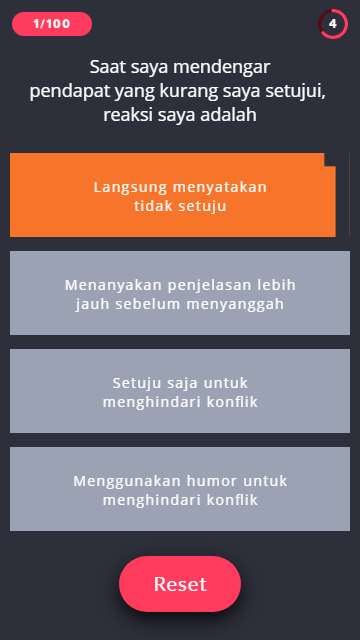 1/100
4
Saat saya mendengar
pendapat yang kurang saya setujui,
reaksi saya adalah
Langsung menyatakan
tidak setuju
Menanyakan penjelasan lebih
jauh sebelum menyanggah
Setuju saja untuk
menghindari konflik
Menggunakan humor untuk
menghindari konflik
Reset